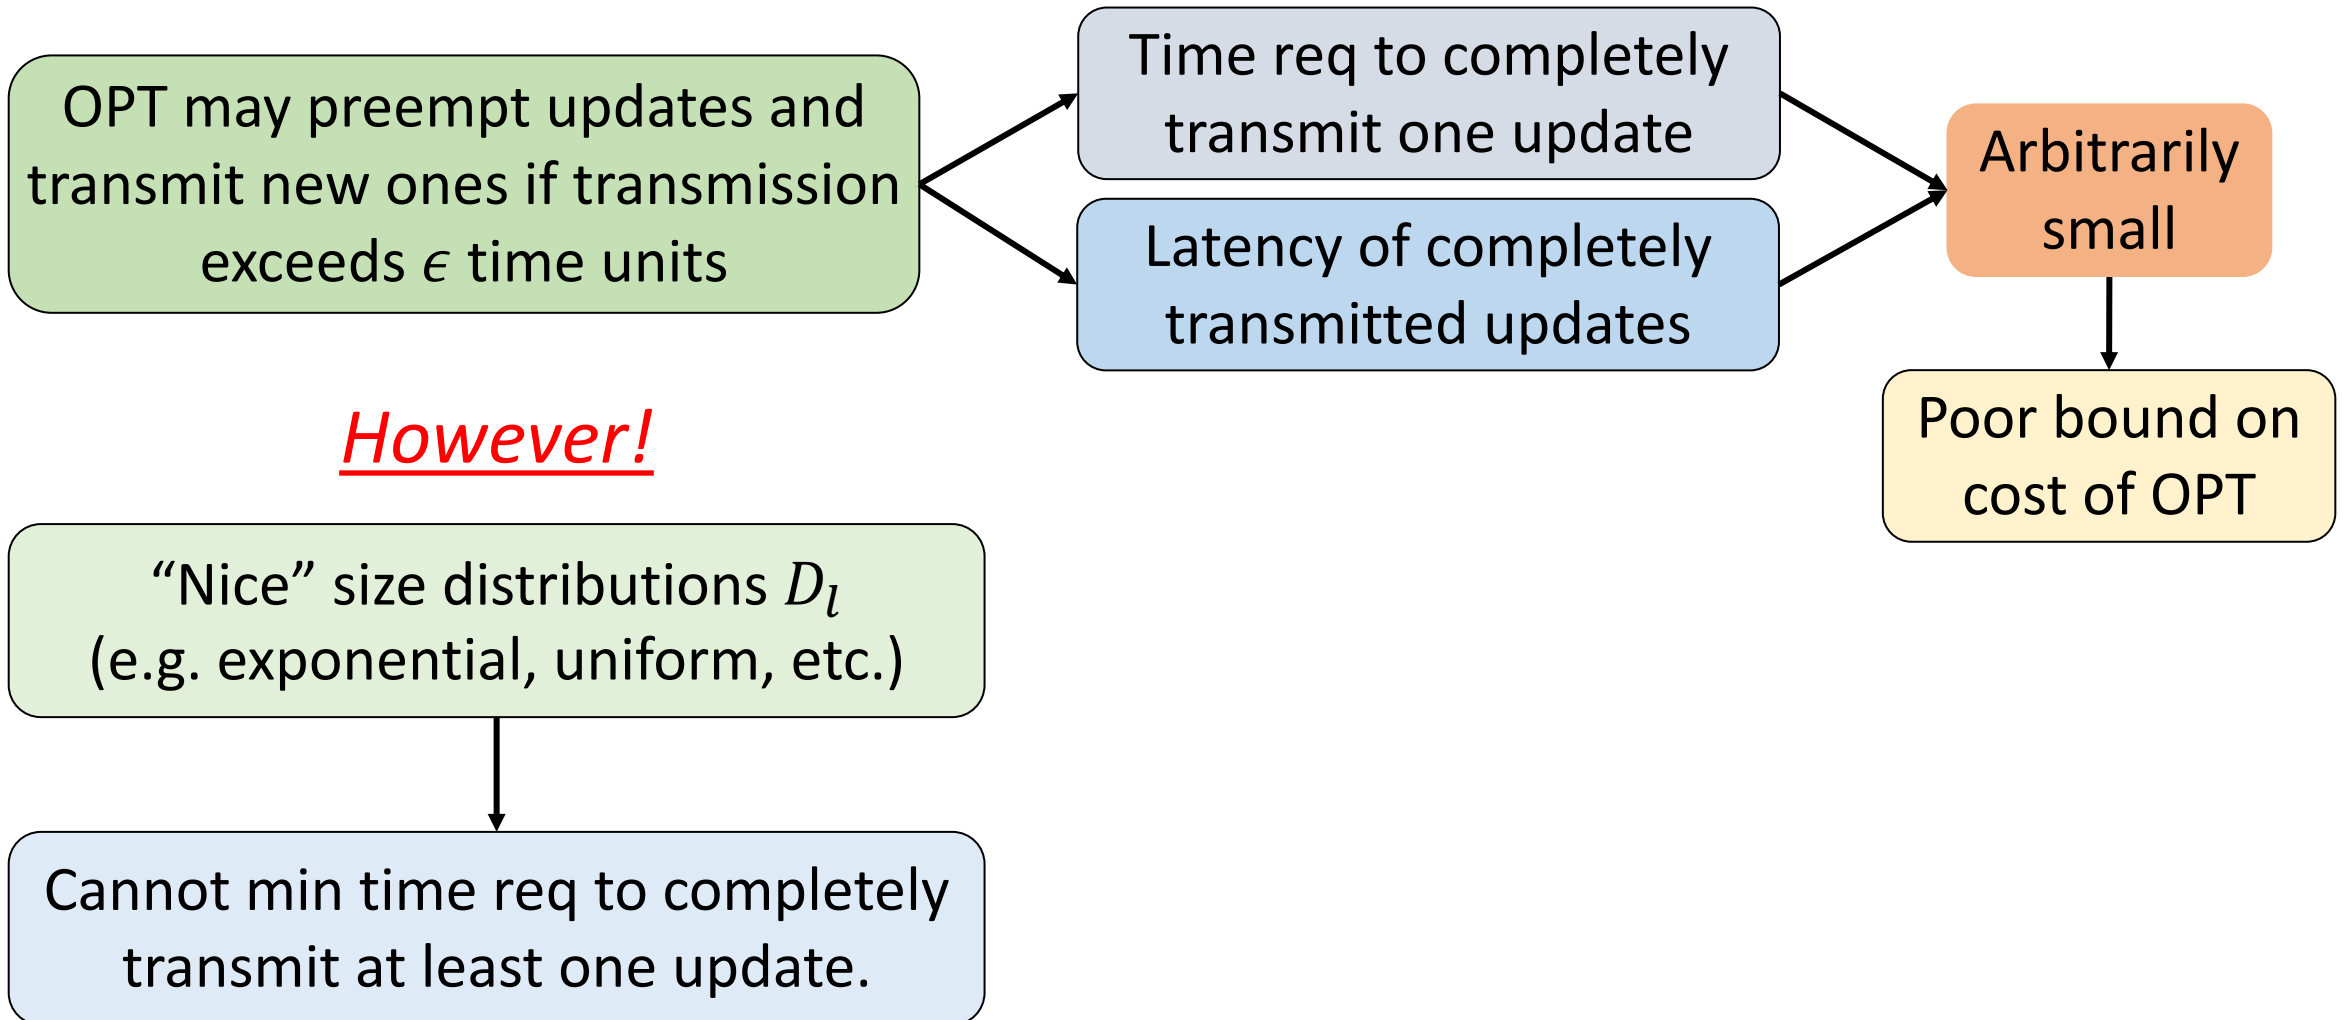 OPT may preempt updates and
transmit new ones if transmission
exceeds ϵ time units
Time req to completely
transmit one update
Latency of completely
transmitted updates
Arbitrarily
small
Poor bound on
cost of OPT
However!
“Nice” size distributions D_l
(e.g. exponential, uniform, etc.)
Cannot min time req to completely
transmit at least one update.